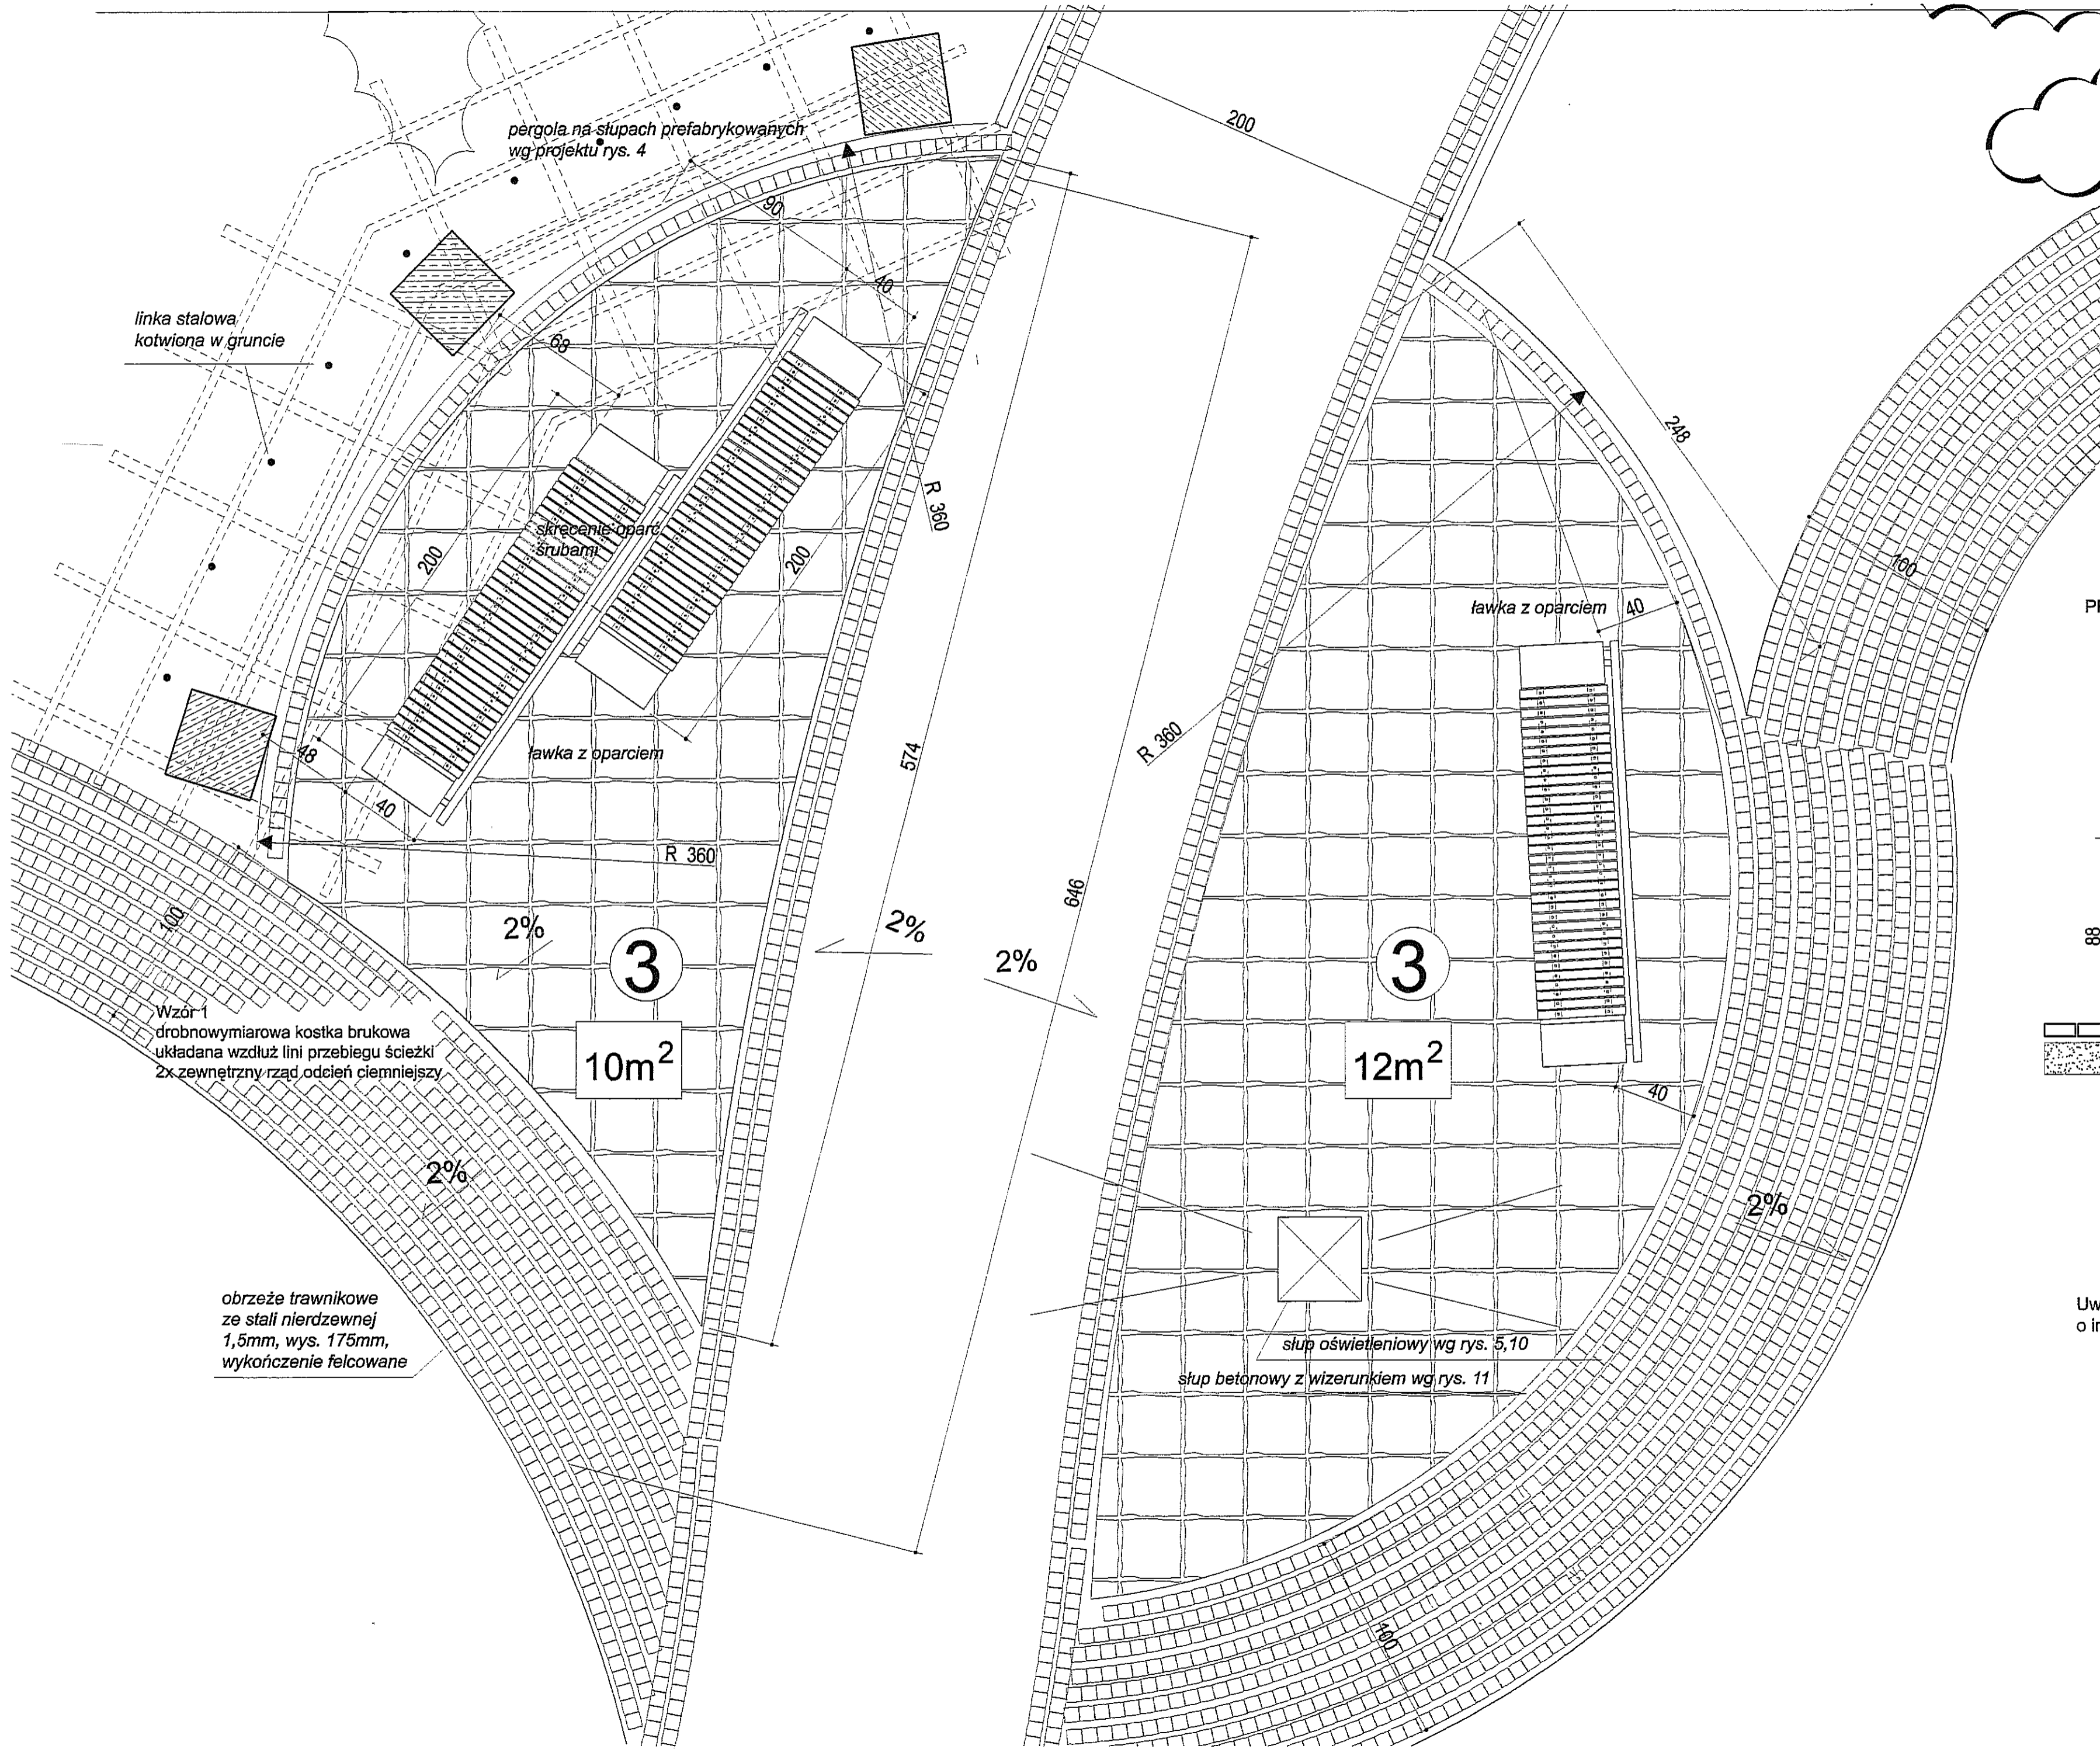 pergola na słupach prefabrykowanych
wg projektu rys. 4
200
90
40
linka stalowa
kotwiona w gruncie
68
248
R 360
skręcenie oparć
śrubami
200
200
100
ławka z oparciem
40
R 360
48
ławka z oparciem
574
40
R 360
646
100
2%
2%
2%
3
3
88
Wzór 1
drobnowymiarowa kostka brukowa
układana wzdłuż lini przebiegu ścieżki
2x zewnętrzny rząd odcień ciemniejszy
10m²
12m²
40
2%
2%
obrzeże trawnikowe
ze stali nierdzewnej
1,5mm, wys. 175mm,
wykończenie felcowane
słup oświetleniowy wg rys. 5,10
słup betonowy z wizerunkiem wg rys. 11
Uw
100